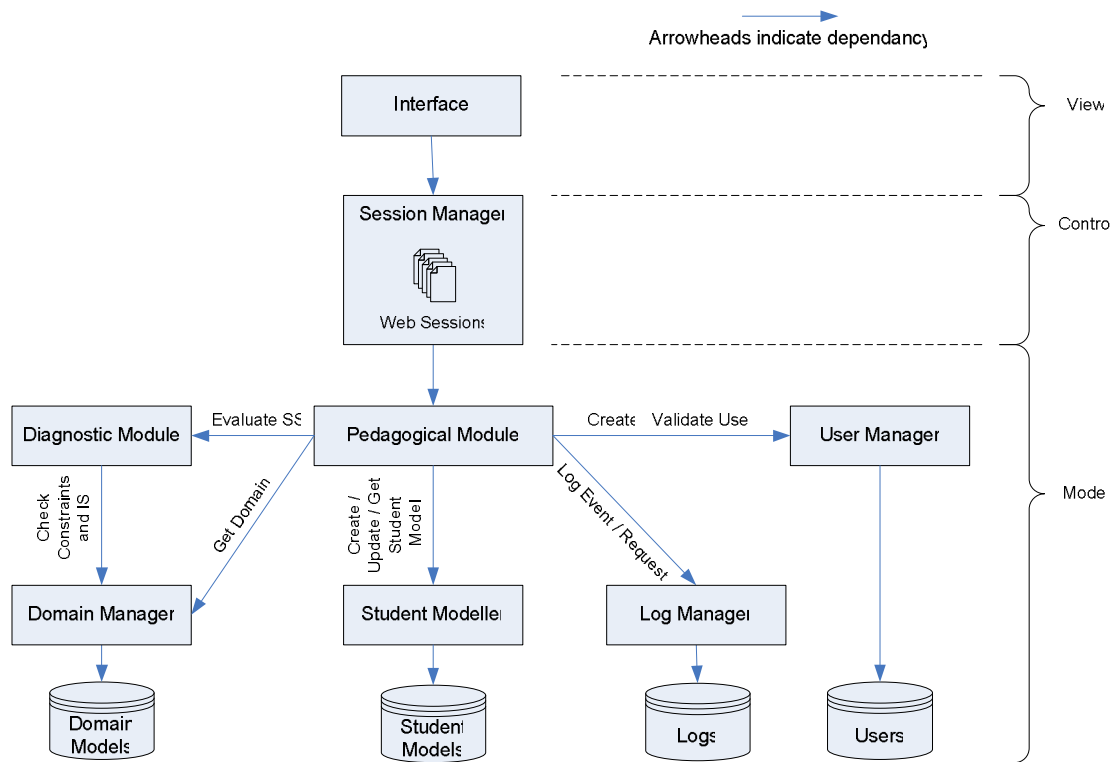 Arrowheads indicate dependancy
Interface
View
Session Manager
Contro
Web Sessions
Evaluate SS
Create
Validate Use
Diagnostic Module
Pedagogical Module
User Manager
Check
Constraints
and IS
Get Domain
Create /
Update / Get
Student
Model
Log Event / Request
Mode
Domain Manager
Student Modeller
Log Manager
Domain
Models
Student
Models
Logs
Users